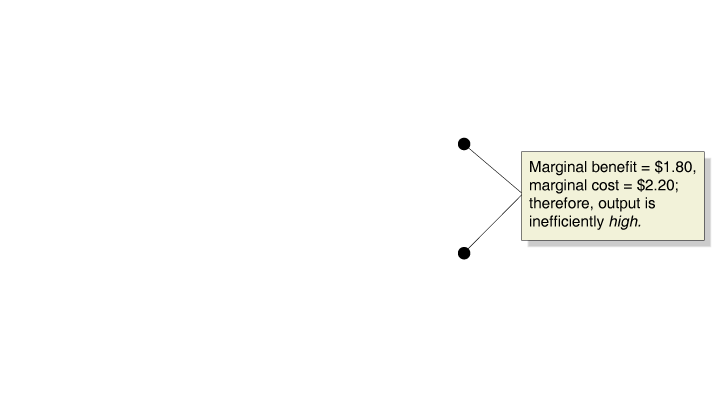 Marginal benefit = $1.80,
marginal cost = $2.20;
therefore, output is
inefficiently high.